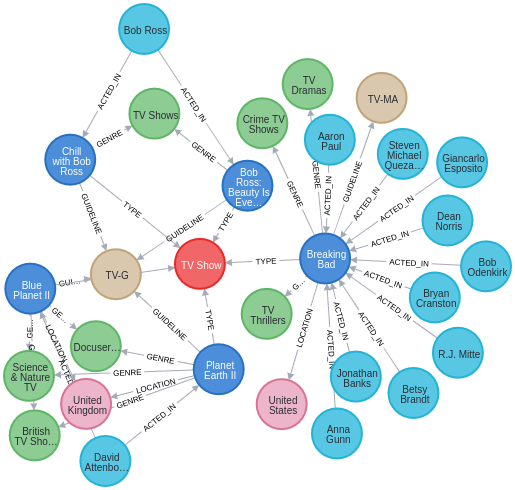 Bob Ross
ACTED_IN
ACTED_IN
TV Shows
GENRE
GENRE
Chill
with Bob
Ross
Bob
Ross:
Beauty Is
Eve…
GUIDELINE
TYPE
GUIDELINE
TYPE
TV
Dramas
TV-MA
Crime TV
Shows
Aaron
Paul
Steven
Michael
Queza…
Giancarlo
Esposito
GENRE
GENRE
ACTED_IN
GUIDELINE
ACTED_IN
ACTED_IN
Dean
Norris
ACTED_IN
Breaking
Bad
TYPE
ACTED_IN
Bob
Odenkirk
TV Show
TV-G
Blue
Planet II
GUI…
ACTED_IN
Bryan
Cranston
G…
TV
Thrillers
LOCATION
ACTED_IN
ACTED_IN
ACTED_IN
ACTED_IN
R.J. Mitte
GUIDELINE
TYPE
GE…
GE…
G
LOCATION
ACT
Docuser…
GENRE
Planet
Earth II
GENRE
LOCATION
GENRE
Science
& Nature
TV
United
Kingdom
British
TV Sho…
David
Attenbo…
ACTED_IN
United
States
Jonathan
Banks
Betsy
Brandt
Anna
Gunn